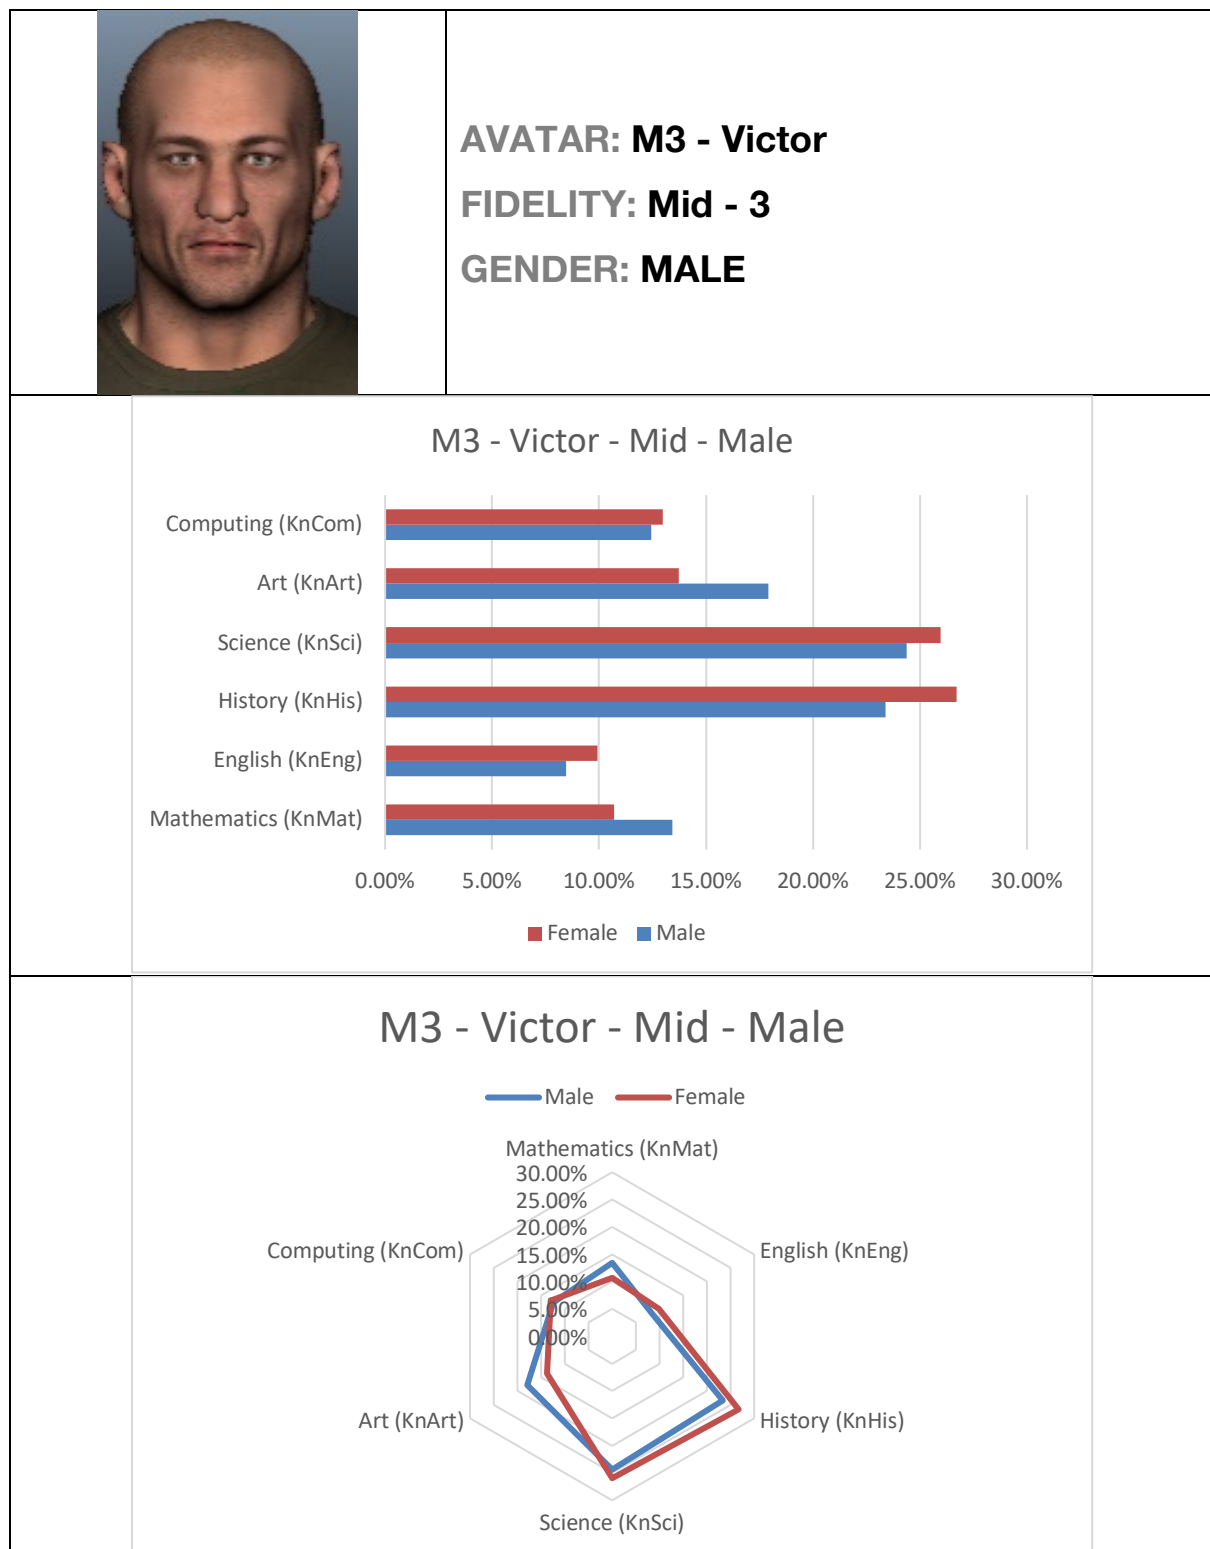 AVATAR: M3 - Victor
FIDELITY: Mid - 3
GENDER: MALE
M3 - Victor - Mid - Male
Computing (KnCom)
Art (KnArt)
Science (KnSci)
History (KnHis)
English (KnEng)
Mathematics (KnMat)
0.00% 5.00% 10.00% 15.00% 20.00% 25.00% 30.00%
Female Male
M3 - Victor - Mid - Male
Male Female
Mathematics (KnMat)
30.00%
25.00%
20.00%
15.00%
10.00%
5.00%
0.00%
Computing (KnCom)
English (KnEng)
Art (KnArt)
History (KnHis)
Science (KnSci)